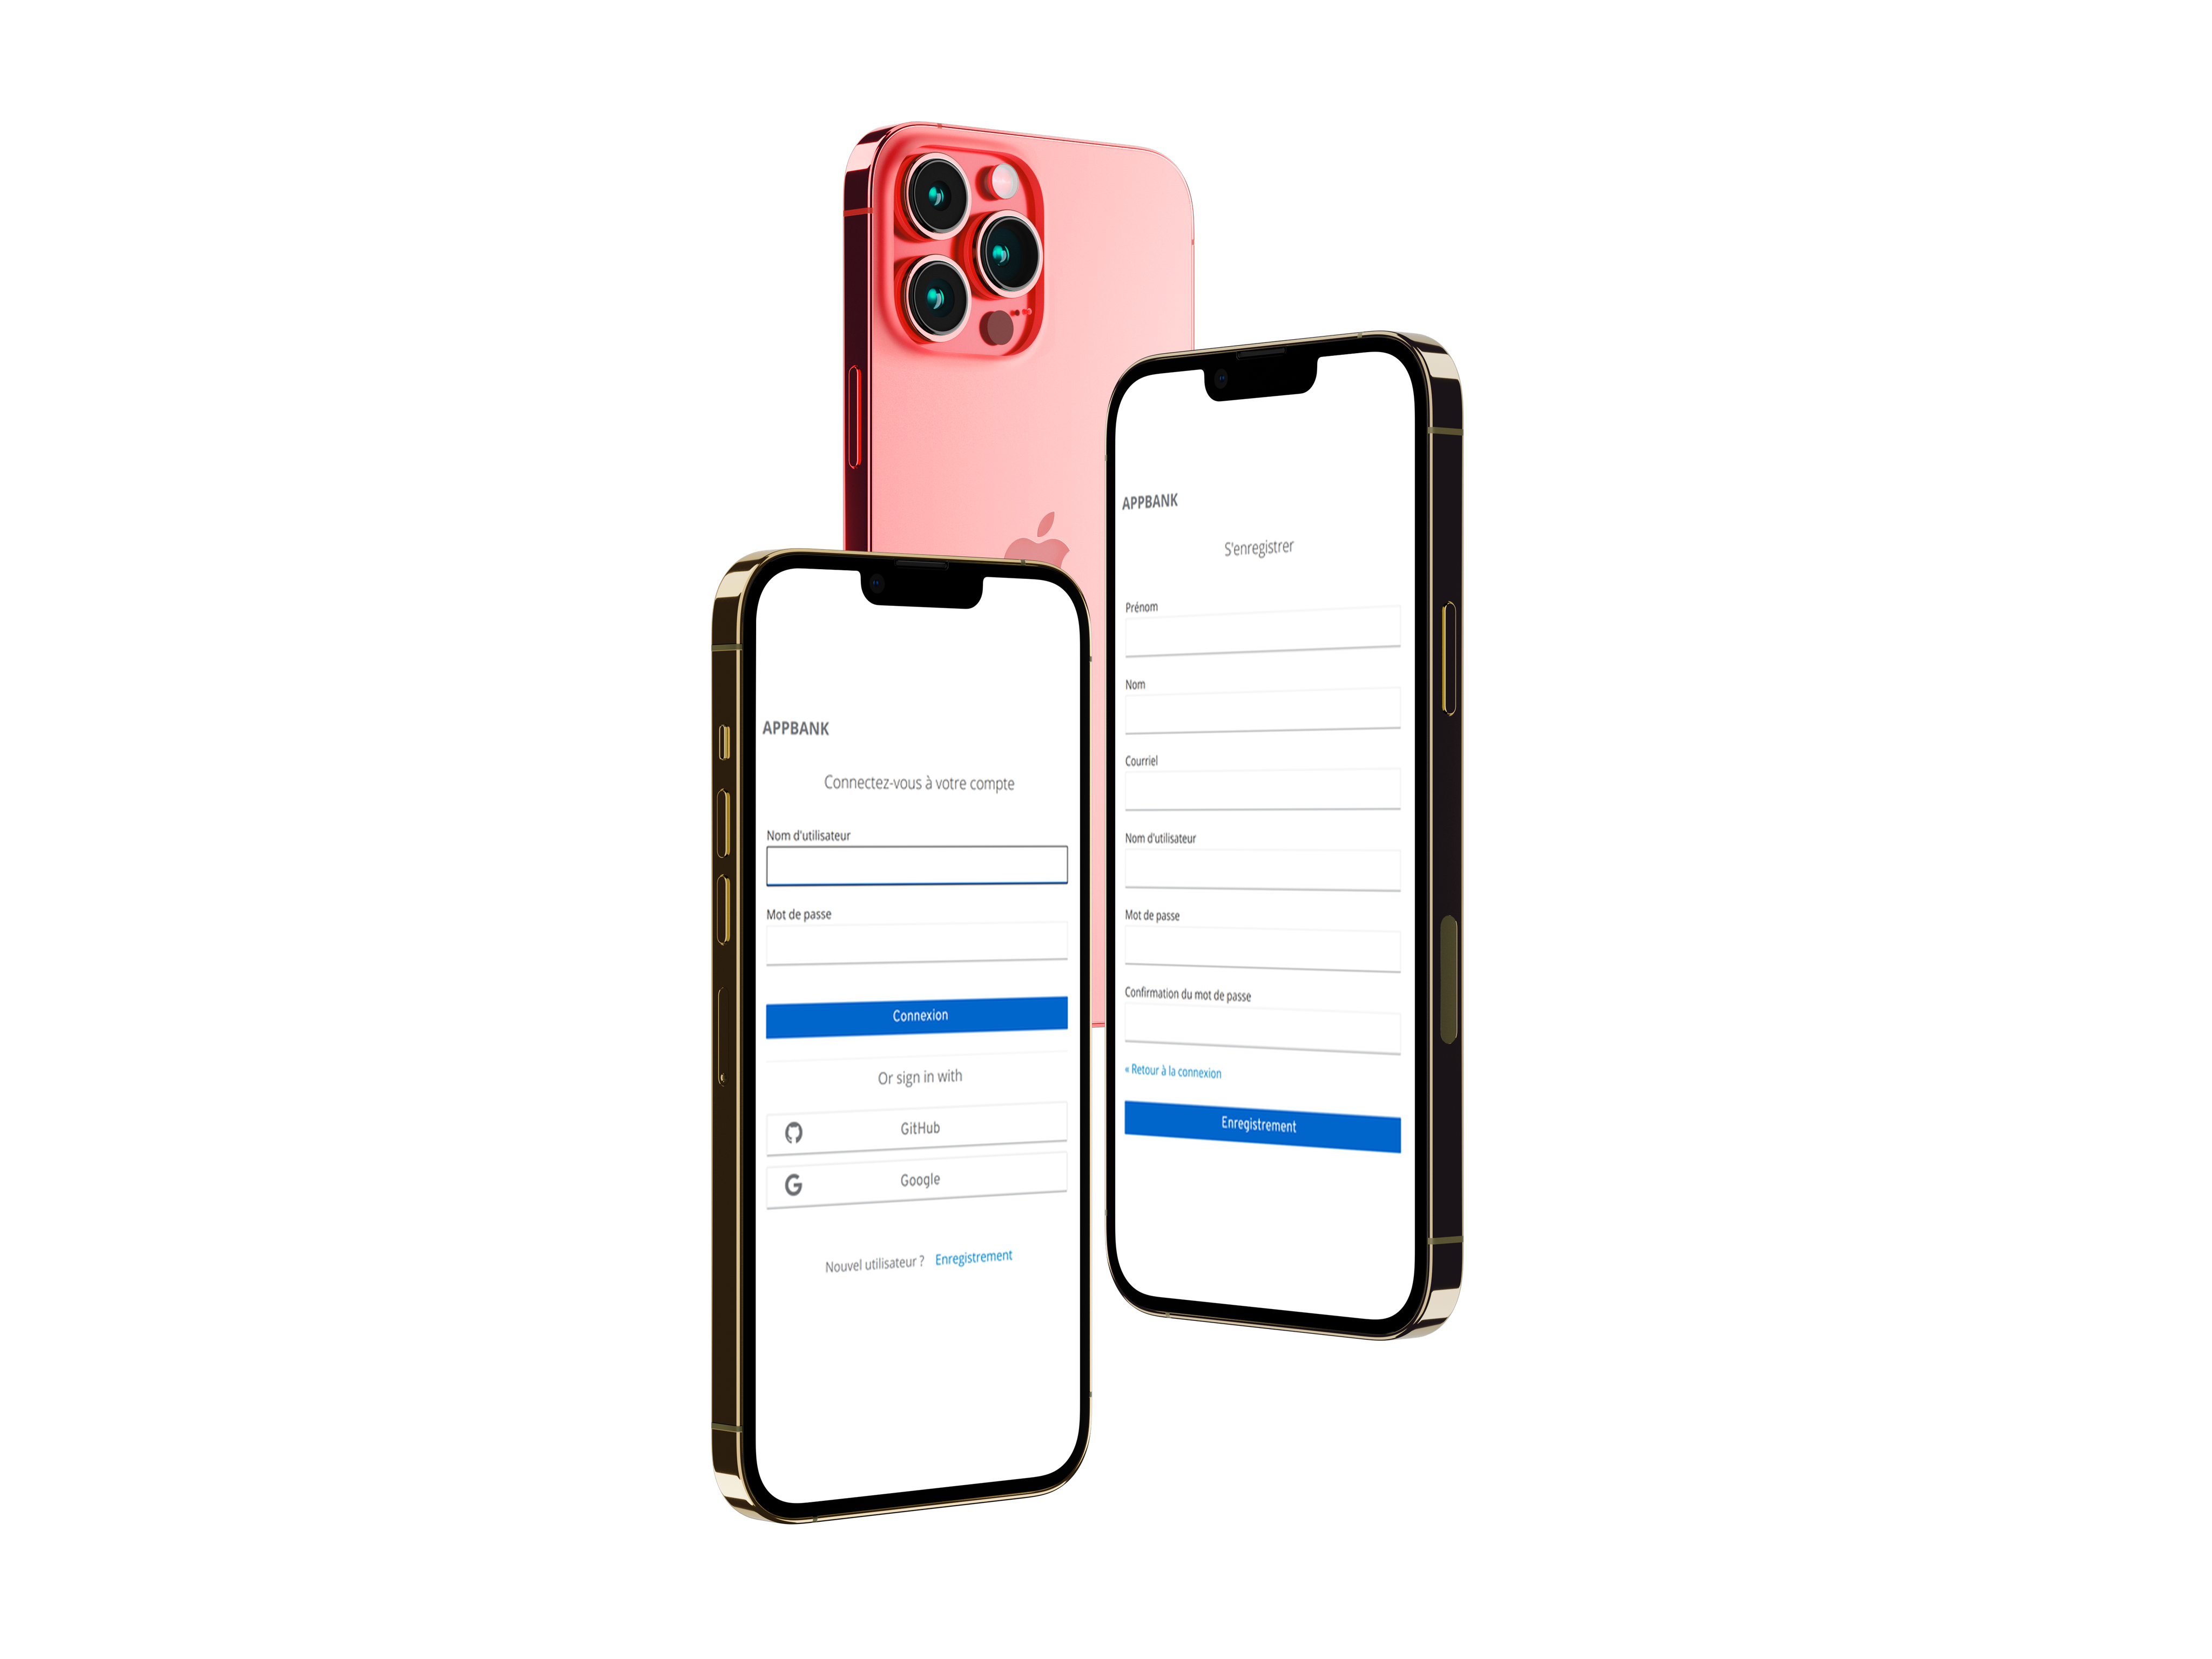 APPBANK
Connectez-vous à votre compte
Nom d'utilisateur
Mot de passe
Connexion
Or sign in with
GitHub
Google
Nouvel utilisateur ? Enregistrement
APPBANK
S'enregistrer
Prénom
Nom
Courriel
Nom d'utilisateur
Mot de passe
Confirmation du mot de passe
« Retour à la connexion
Enregistrement